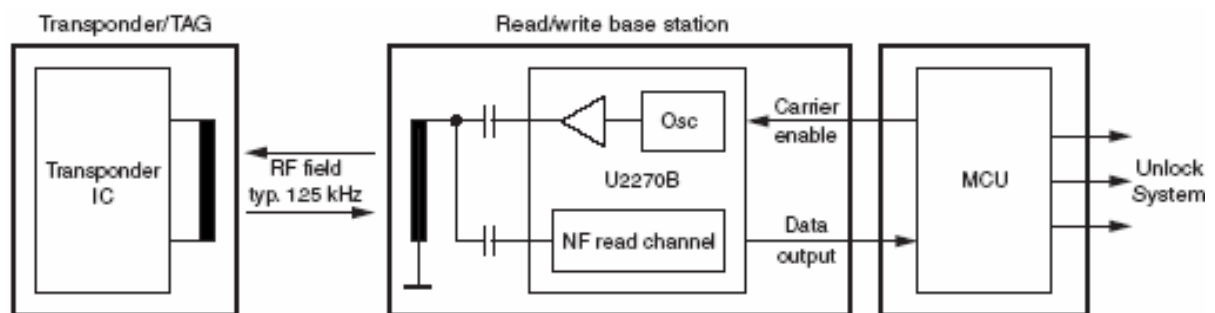 Transponder/TAG
Read/write base station
Transponder
IC
RF field
typ. 125 kHz
Osc
U2270B
NF read channel
Carrier
enable
Data
output
MCU
Unlock
System